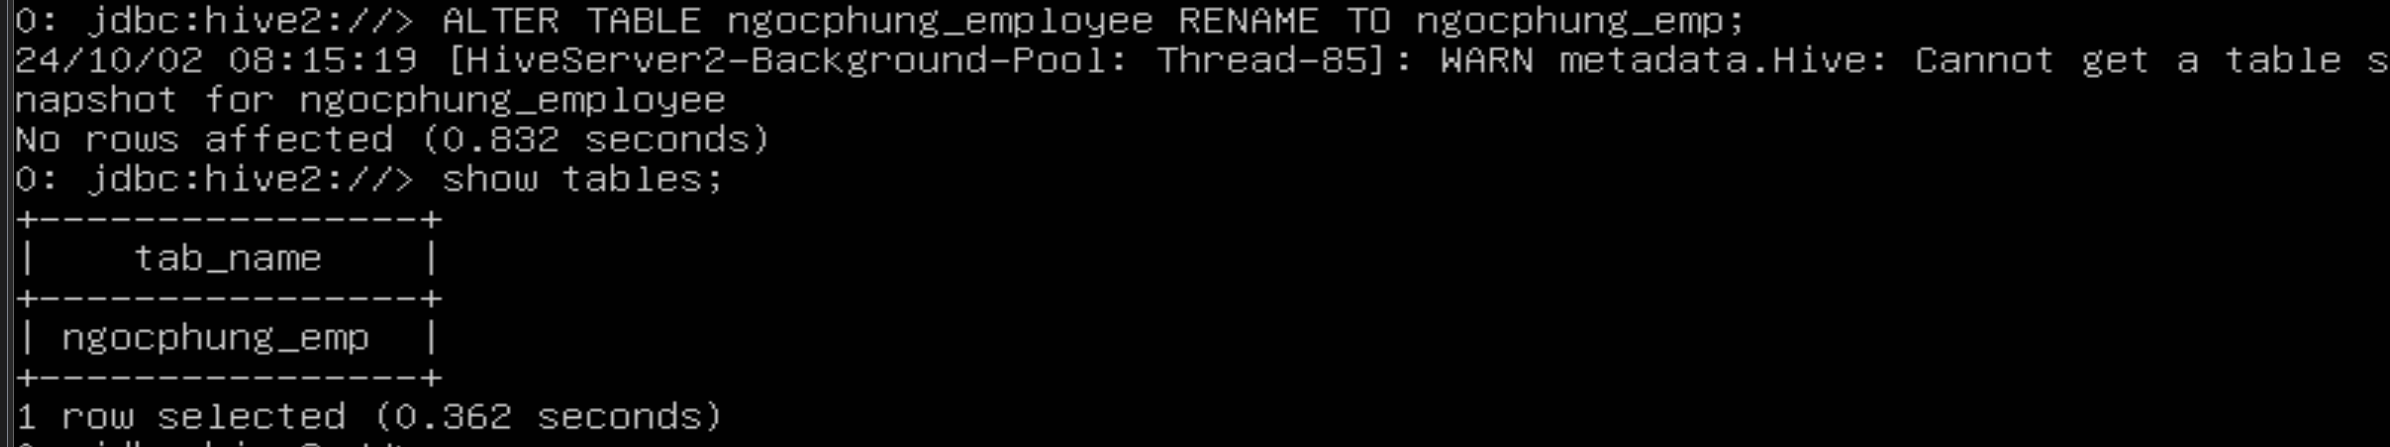 0: jdbc:hive2://> ALTER TABLE ngocphung_employee RENAME TO ngocphung_emp;
24/10/02 08:15:19 [HiveServer2-Background-Pool: Thread-85]: WARN metadata.Hive: Cannot get a table s
napshot for ngocphung_employee
No rows affected (0.832 seconds)
0: jdbc:hive2://> show tables;
+----------------+
|    tab_name    |
+----------------+
| ngocphung_emp  |
+----------------+
1 row selected (0.362 seconds)